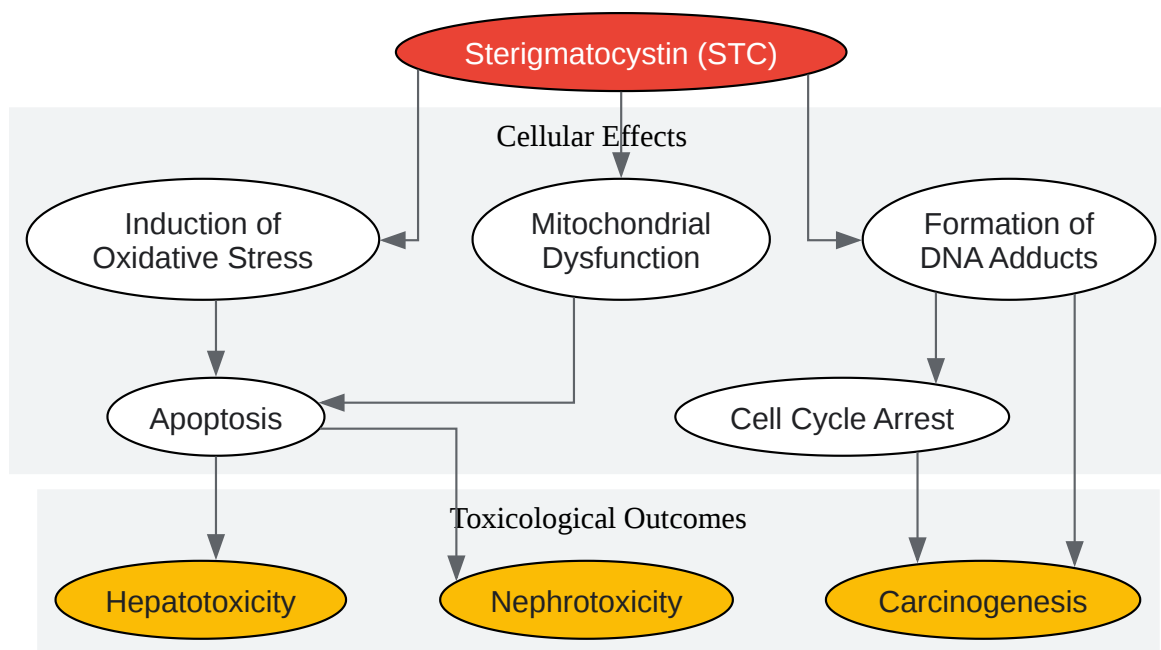 Sterigmatocystin (STC)
Cellular Effects
Induction of
Oxidative Stress
Mitochondrial
Dysfunction
Formation of
DNA Adducts
Apoptosis
Cell Cycle Arrest
Toxicological Outcomes
Hepatotoxicity
Nephrotoxicity
Carcinogenesis